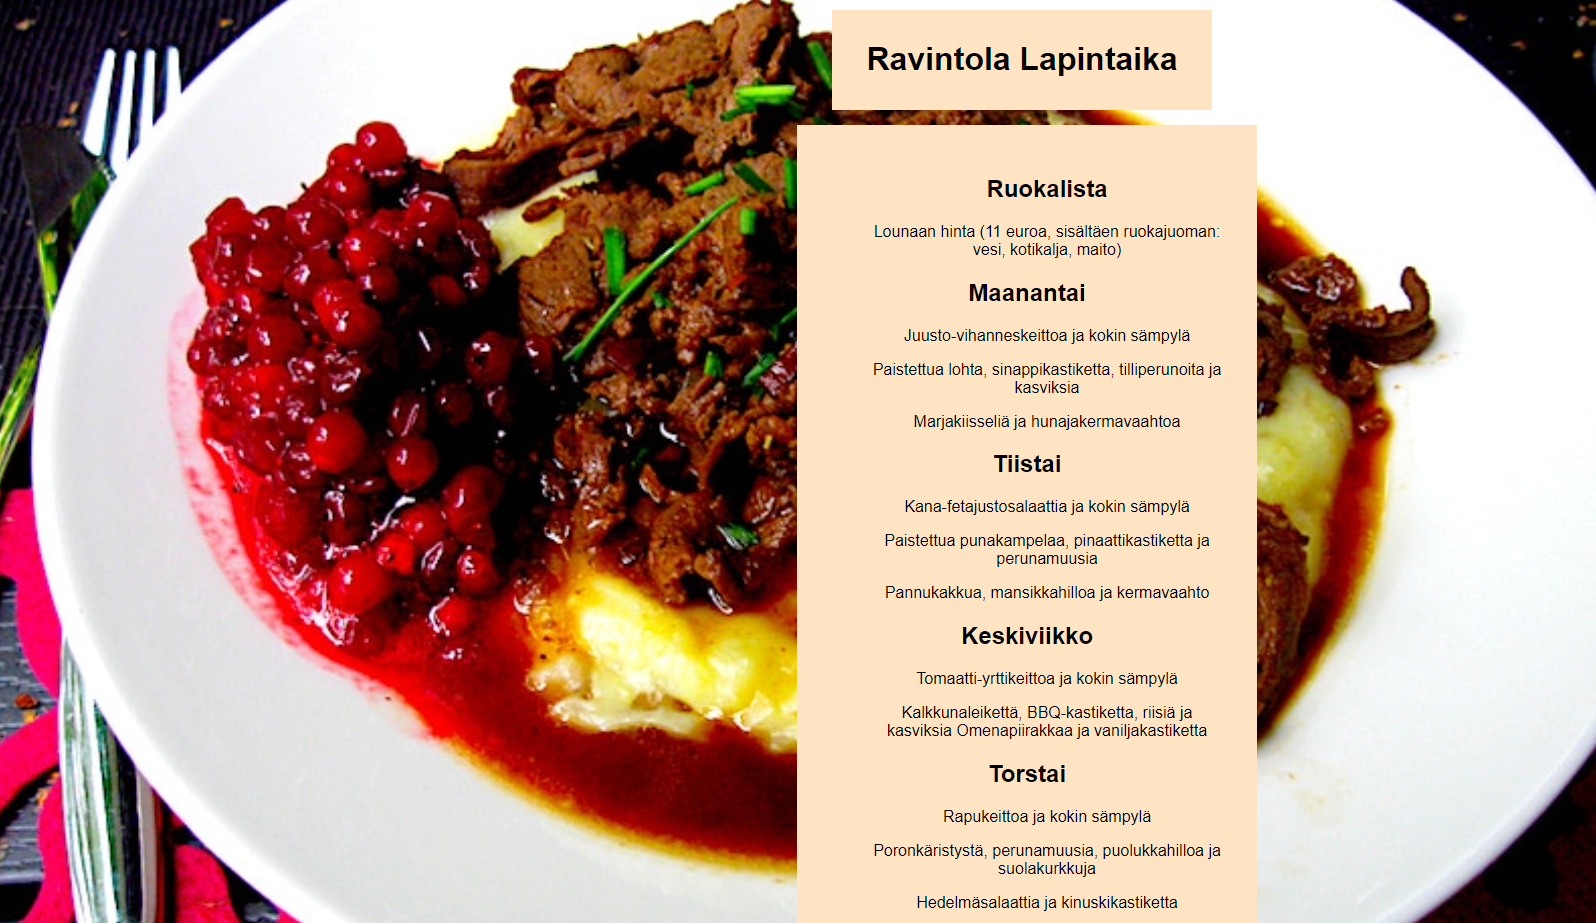 Ravintola Lapintaika
Ruokalista
Lounaan hinta (11 euroa, sisältäen ruokajuoman:
vesi, kotikalja, maito)
Maanantai
Juusto-vihanneskeittoa ja kokin sämpylä
Paistettua lohta, sinappikastiketta, tilliperunoita ja
kasviksia
Marjakiisseliä ja hunajakermavaahtoa
Tiistai
Kana-fetajustosalaattia ja kokin sämpylä
Paistettua punakampelaa, pinaattikastiketta ja
perunamuusia
Pannukakkua, mansikkahilloa ja kermavaahto
Keskiviikko
Tomaatti-yrttikeittoa ja kokin sämpylä
Kalkkunaleikettä, BBQ-kastiketta, riisiä ja
kasviksia Omenapiirakkaa ja vaniljakastiketta
Torstai
Rapukeittoa ja kokin sämpylä
Poronkäristystä, perunamuusia, puolukkahilloa ja
suolakurkkuja
Hedelmäsalaattia ja kinuskikastiketta